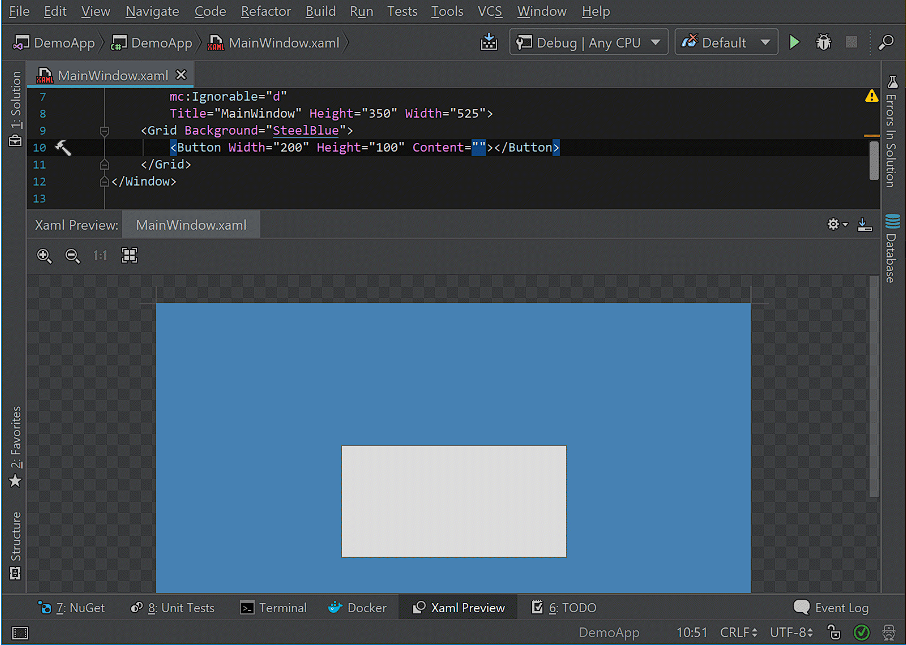 File Edit View Navigate Code Refactor Build Run Tests Tools VCS Window Help
DemoApp DemoApp MainWindow.xaml Debug | Any CPU Default
1: Solution
MainWindow.xaml
7 mc:Ignorable="d"
8 Title="MainWindow" Height="350" Width="525">
9 <Grid Background="SteelBlue">
10 <Button Width="200" Height="100" Content=""></Button>
11 </Grid>
12 </Window>
13
Errors In Solution
Xaml Preview: MainWindow.xaml
1:1
Database
2: Favorites
Structure
7: NuGet 8: Unit Tests Terminal Docker Xaml Preview 6: TODO Event Log
DemoApp 10:51 CRLF UTF-8